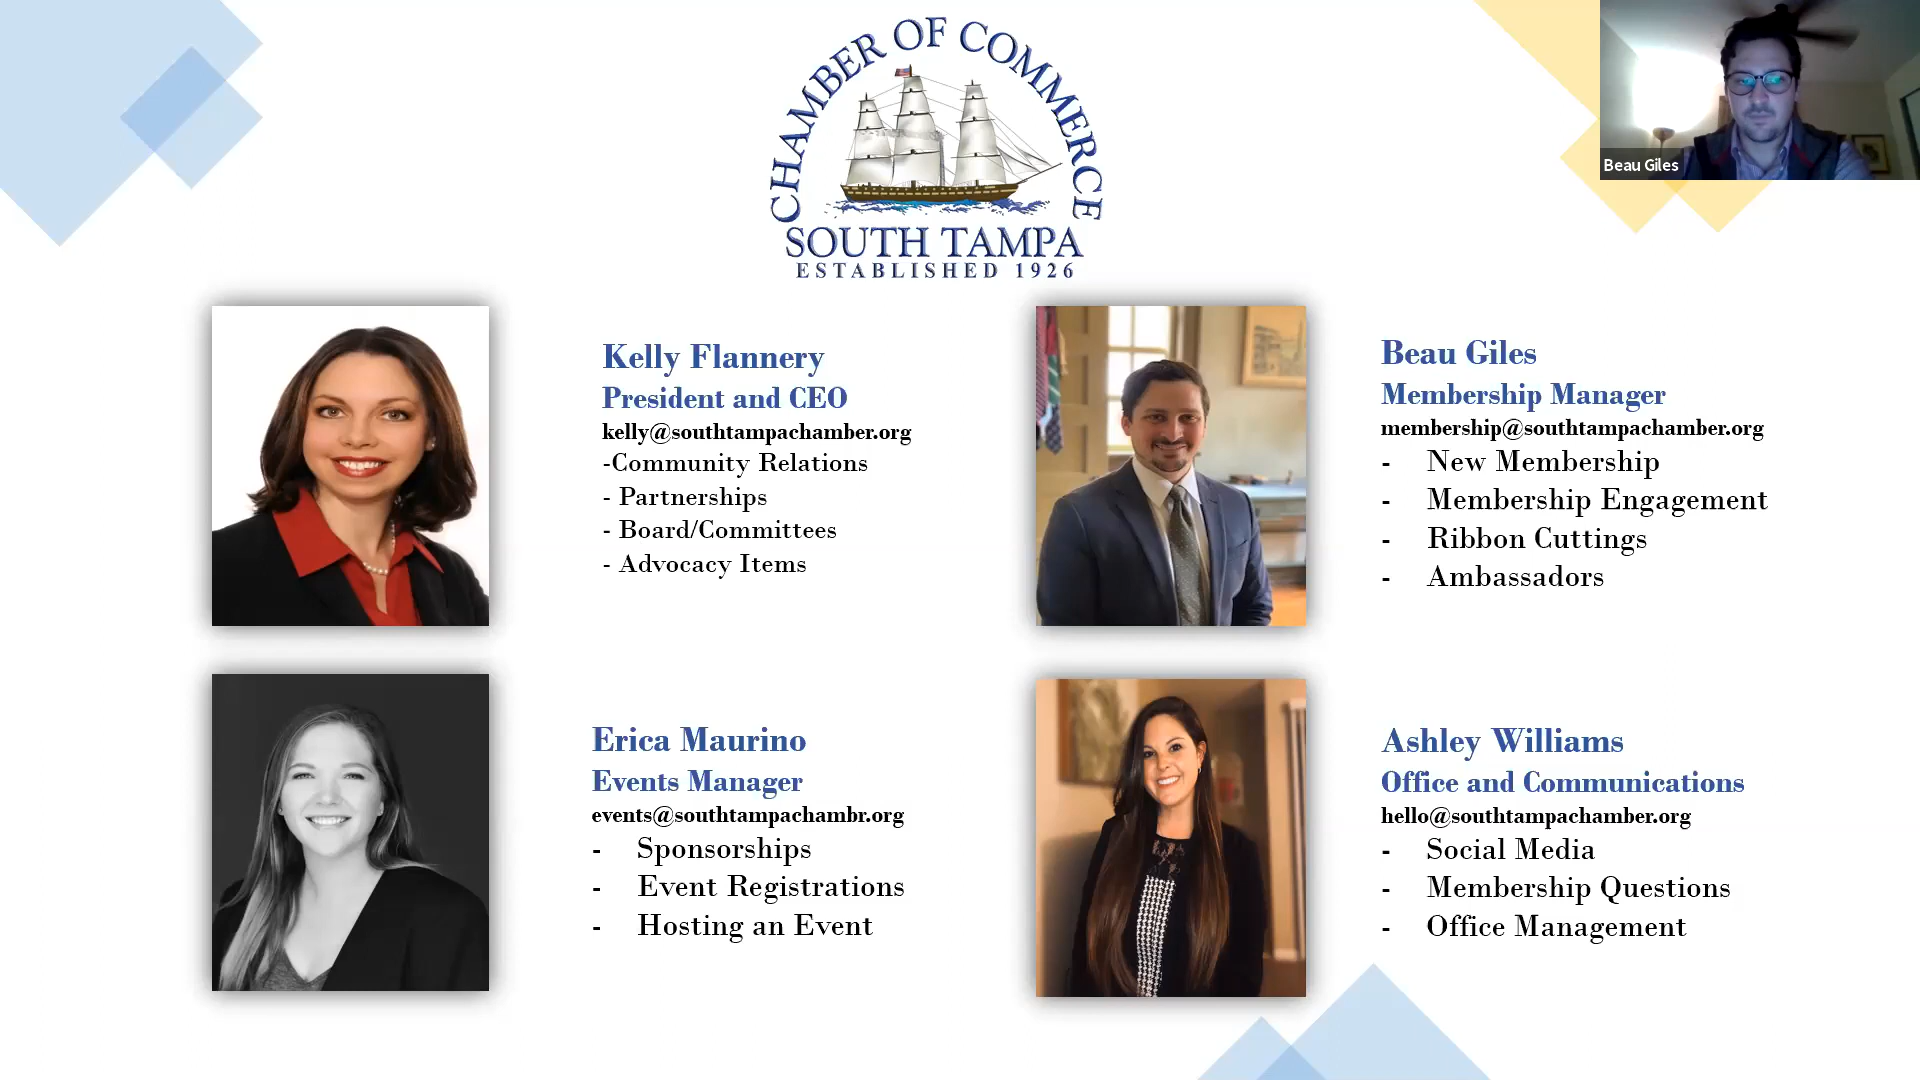 CHAMBER OF COMMERCE
SOUTH TAMPA
ESTABLISHED 1926
Beau Giles
Kelly Flannery
President and CEO
kelly@southtampachamber.org
-Community Relations
- Partnerships
- Board/Committees
- Advocacy Items
Beau Giles
Membership Manager
membership@southtampachamber.org
- New Membership
- Membership Engagement
- Ribbon Cuttings
- Ambassadors
Erica Maurino
Events Manager
events@southtampachambr.org
- Sponsorships
- Event Registrations
- Hosting an Event
Ashley Williams
Office and Communications
hello@southtampachamber.org
- Social Media
- Membership Questions
- Office Management